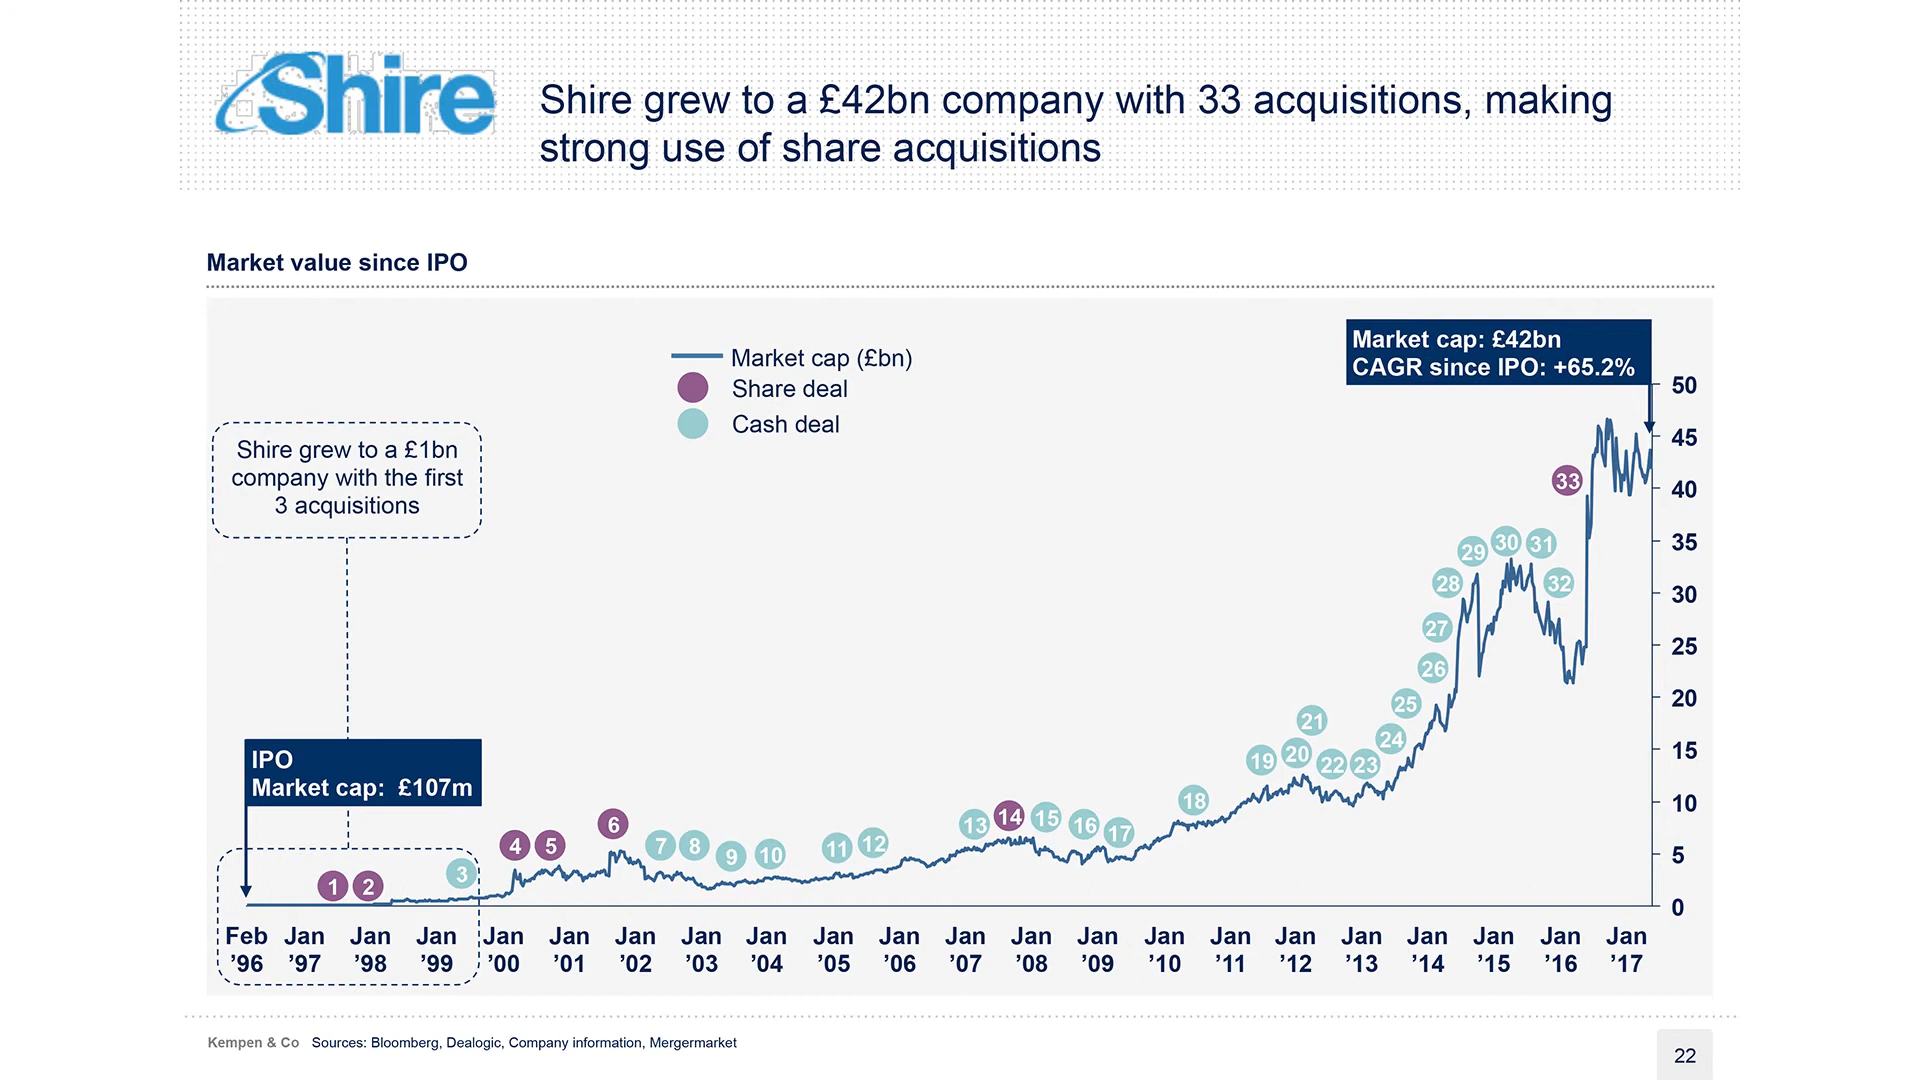 Shire
Shire grew to a £42bn company with 33 acquisitions, making
strong use of share acquisitions
Market value since IPO
Market cap (£bn)
Share deal
Cash deal
Market cap: £42bn
CAGR since IPO: +65.2%
Shire grew to a £1bn
company with the first
3 acquisitions
IPO
Market cap: £107m
1 2 3 4 5 6 7 8 9 10 11 12 13 14 15 16 17 18 19 20 21 22 23 24 25 26 27 28 29 30 31 32 33
50
45
40
35
30
25
20
15
10
5
0
Feb Jan Jan Jan Jan Jan Jan Jan Jan Jan Jan Jan Jan Jan Jan Jan Jan Jan Jan Jan Jan Jan
’96 ’97 ’98 ’99 ’00 ’01 ’02 ’03 ’04 ’05 ’06 ’07 ’08 ’09 ’10 ’11 ’12 ’13 ’14 ’15 ’16 ’17
Kempen & Co Sources: Bloomberg, Dealogic, Company information, Mergermarket
22